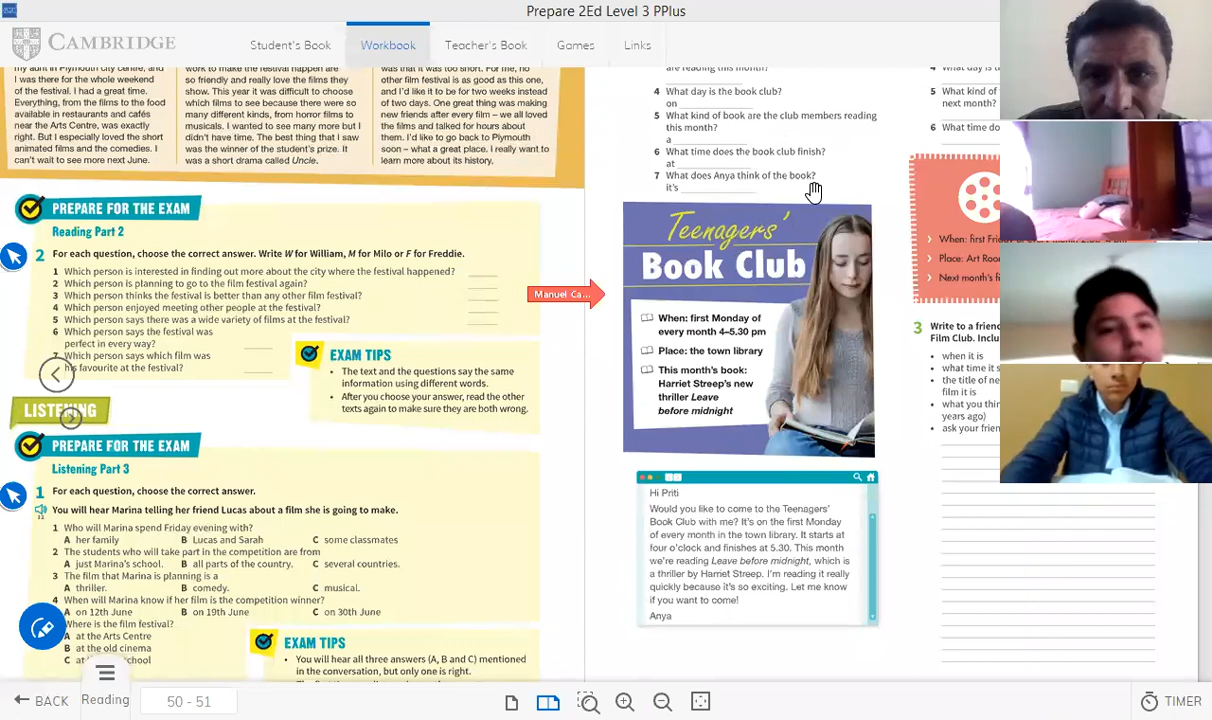 Prepare 2Ed Level 3 PPlus
CAMBRIDGE
Student's Book
Workbook
Teacher's Book
Games
Links
my aunt in Plymouth city centre, and
I was there for the whole weekend
of the festival. I had a great time.
Everything, from the films to the food
available in restaurants and cafés
near the Arts Centre, was exactly
right. But I especially loved the short
animated films and the comedies. I
can't wait to see more next June.
work to make the festival happen are
so friendly and really love the films they
show. This year it was difficult to choose
which films to see because there were so
many different kinds, from horror films to
musicals. I wanted to see many more but I
didn't have time. The best thing that I saw
was the winner of the student's prize. It
was a short drama called Uncle.
was that it was too short. For me, no
other film festival is as good as this one,
and I'd like it to be for two weeks instead
of two days. One great thing was making
new friends after every film – we all loved
the films and talked for hours about
them. I'd like to go back to Plymouth
soon – what a great place. I really want to
learn more about its history.
PREPARE FOR THE EXAM
Reading Part 2
2 For each question, choose the correct answer. Write W for William, M for Milo or F for Freddie.
1 Which person is interested in finding out more about the city where the festival happened?
2 Which person is planning to go to the film festival again?
3 Which person thinks the festival is better than any other film festival?
4 Which person enjoyed meeting other people at the festival?
5 Which person says there was a wide variety of films at the festival?
6 Which person says the festival was
perfect in every way?
7 Which person says which film was
his favourite at the festival?
EXAM TIPS
• The text and the questions say the same
information using different words.
• After you choose your answer, read the other
texts again to make sure they are both wrong.
LISTENING
PREPARE FOR THE EXAM
Listening Part 3
1 For each question, choose the correct answer.
You will hear Marina telling her friend Lucas about a film she is going to make.
1 Who will Marina spend Friday evening with?
A her family B Lucas and Sarah C some classmates
2 The students who will take part in the competition are from
A just Marina's school. B all parts of the country. C several countries.
3 The film that Marina is planning is a
A thriller. B comedy. C musical.
4 When will Marina know if her film is the competition winner?
A on 12th June B on 19th June C on 30th June
Where is the film festival?
A at the Arts Centre
B at the old cinema
C at school
EXAM TIPS
• You will hear all three answers (A, B and C) mentioned
in the conversation, but only one is right.
are reading this month?
4 What day is the book club?
on
5 What kind of book are the club members reading
this month?
a
6 What time does the book club finish?
at
7 What does Anya think of the book?
it's
Manuel Ca...
Teenagers'
Book Club
When: first Monday of
every month 4–5.30 pm
Place: the town library
This month's book:
Harriet Streep's new
thriller Leave
before midnight
Hi Priti
Would you like to come to the Teenagers'
Book Club with me? It's on the first Monday
of every month in the town library. It starts at
four o'clock and finishes at 5.30. This month
we're reading Leave before midnight, which is
a thriller by Harriet Streep. I'm reading it really
quickly because it's so exciting. Let me know
if you want to come!
Anya
4 What day is
5 What kind of
next month?
6 What time do
When: first
Place: Art
Next month's
3 Write to a friend
Film Club.
• when it is
• what time it
• the title of
film it is
• what you
years ago)
• ask your
BACK
Reading
50 - 51
TIMER